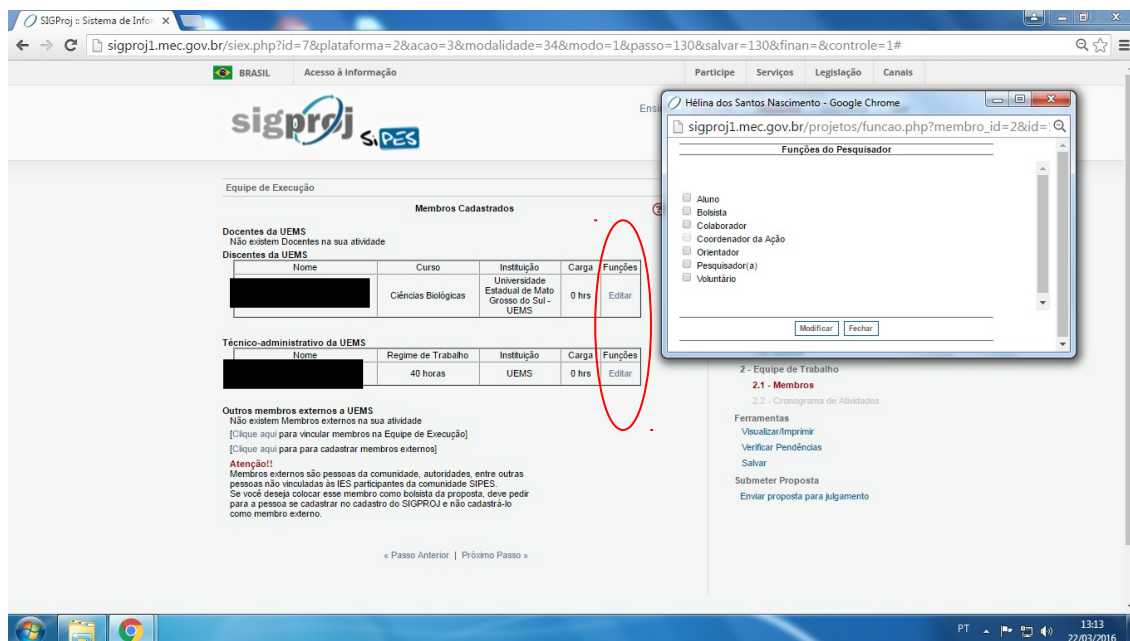 SIGProj :: Sistema de Infor
sigproj1.mec.gov.br/siex.php?id=7&plataforma=2&acao=3&modalidade=34&modo=1&passo=130&salvar=130&finan=&controle=1#
BRASIL Acesso à informação Participe Serviços Legislação Canais
sigproj SiPES
Hélina dos Santos Nascimento - Google Chrome
sigproj1.mec.gov.br/projetos/funcao.php?membro_id=2&id=
Funções do Pesquisador
Aluno
Bolsista
Colaborador
Coordenador da Ação
Orientador
Pesquisador(a)
Voluntário
Modificar Fechar
Equipe de Execução
Membros Cadastrados
Docentes da UEMS
Não existem Docentes na sua atividade
Discentes da UEMS
Nome Curso Instituição Carga Funções
Ciências Biológicas Universidade Estadual de Mato Grosso do Sul - UEMS 0 hrs Editar
Técnico-administrativo da UEMS
Nome Regime de Trabalho Instituição Carga Funções
40 horas UEMS 0 hrs Editar
Outros membros externos a UEMS
Não existem Membros externos na sua atividade
[Clique aqui para vincular membros na Equipe de Execução]
[Clique aqui para para cadastrar membros externos]
Atenção!!
Membros externos são pessoas da comunidade, autoridades, entre outras
pessoas não vinculadas às IES participantes da comunidade SIPES.
Se você deseja colocar esse membro como bolsista da proposta, deve pedir
para a pessoa se cadastrar no cadastro do SIGPROJ e não cadastrá-lo
como membro externo.
« Passo Anterior | Próximo Passo »
2 - Equipe de Trabalho
2.1 - Membros
2.2 - Cronograma de Atividades
Ferramentas
Visualizar/Imprimir
Verificar Pendências
Salvar
Submeter Proposta
Enviar proposta para julgamento
PT 13:13
22/03/2016